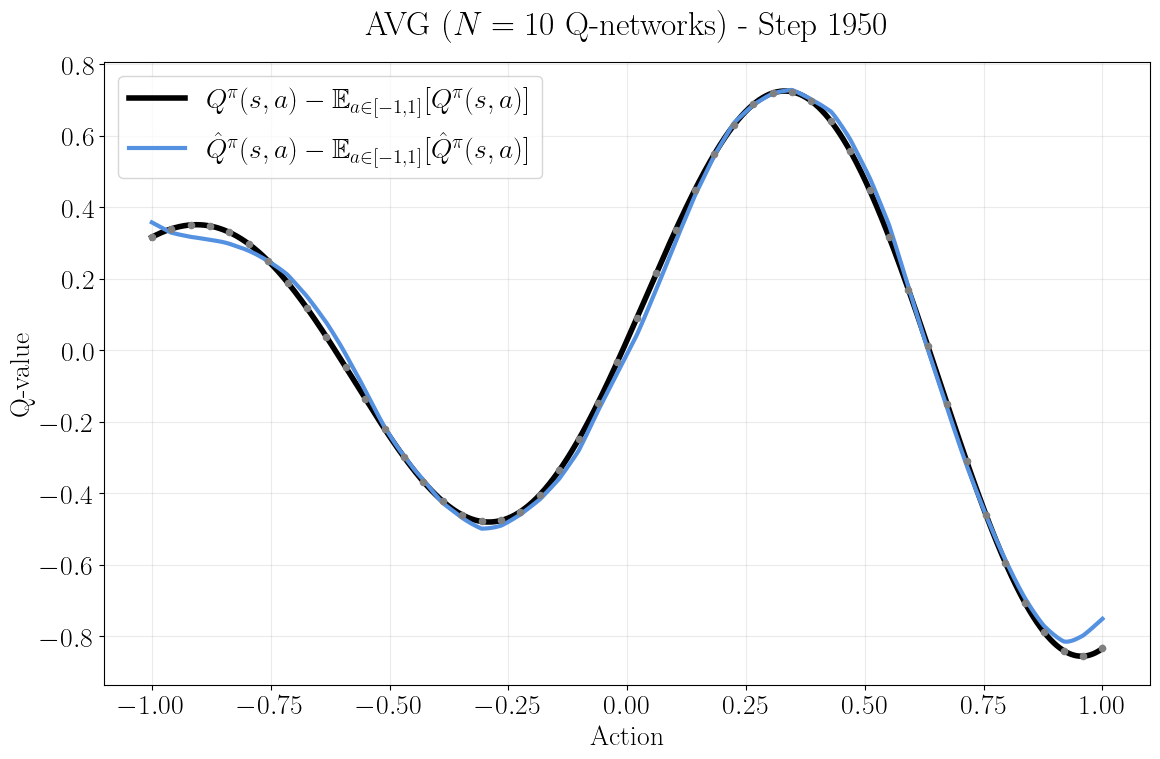 AVG (N = 10 Q-networks) - Step 1950
Q^π(s, a) − 𝔼_{a∈[−1,1]}[Q^π(s, a)]
Q̂^π(s, a) − 𝔼_{a∈[−1,1]}[Q̂^π(s, a)]
Q-value
0.8
0.6
0.4
0.2
0.0
−0.2
−0.4
−0.6
−0.8
−1.00 −0.75 −0.50 −0.25 0.00 0.25 0.50 0.75 1.00
Action